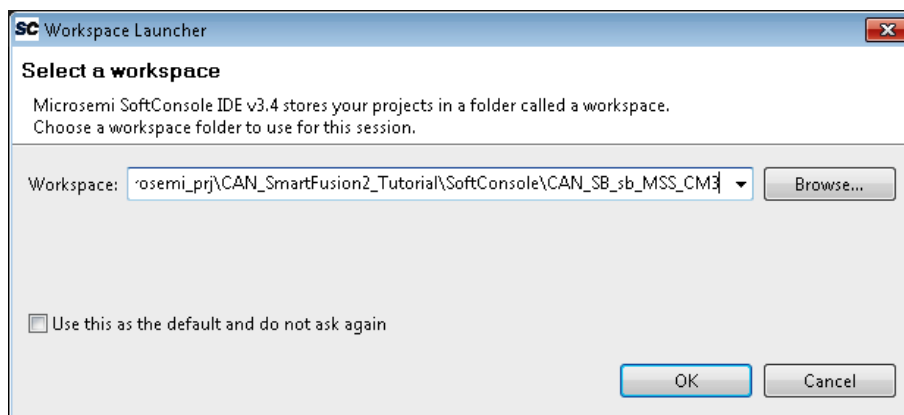 SC Workspace Launcher
Select a workspace
Microsemi SoftConsole IDE v3.4 stores your projects in a folder called a workspace.
Choose a workspace folder to use for this session.
Workspace: rosemi_prj\CAN_SmartFusion2_Tutorial\SoftConsole\CAN_SB_sb_MSS_CM3 Browse...
Use this as the default and do not ask again
OK Cancel